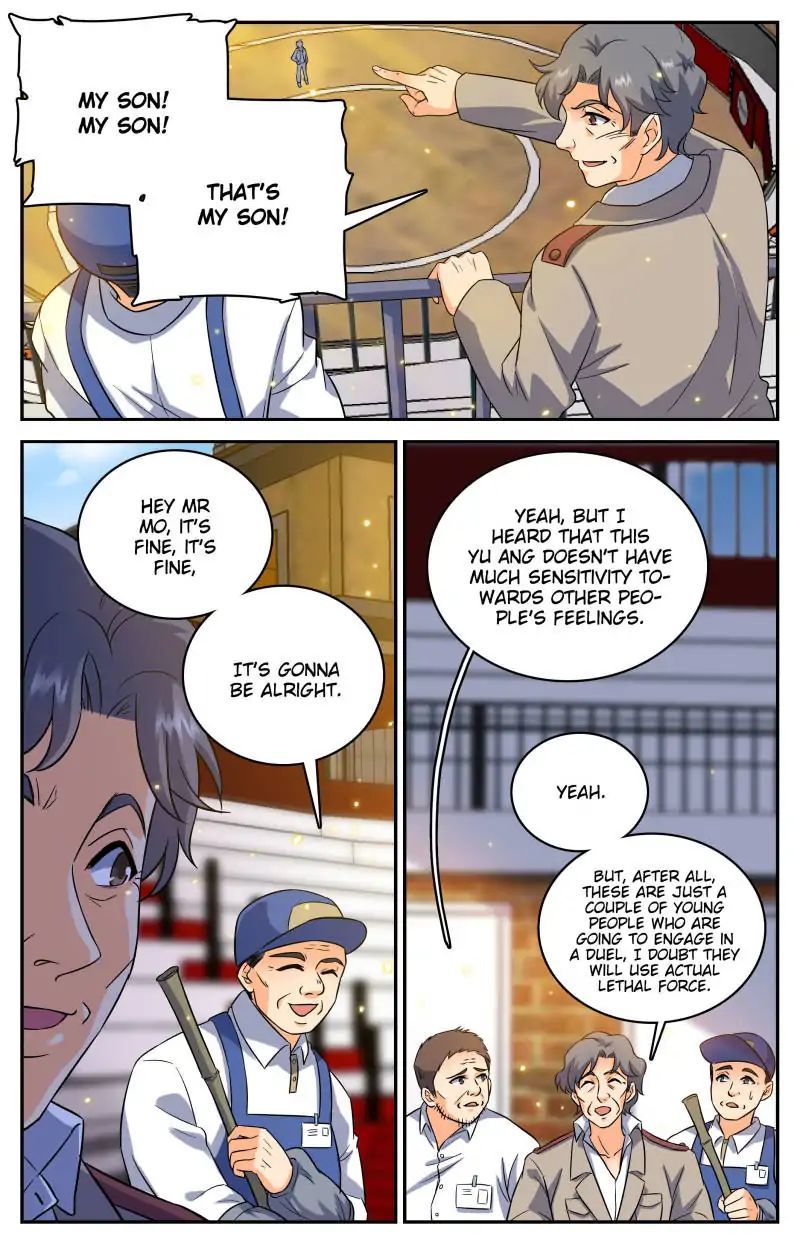 MY SON!
MY SON!
THAT'S
MY SON!
HEY MR
MO, IT'S
FINE, IT'S
FINE,
IT'S GONNA
BE ALRIGHT.
YEAH, BUT I
HEARD THAT THIS
YU ANG DOESN'T HAVE
MUCH SENSITIVITY TO-
WARDS OTHER PEO-
PLE'S FEELINGS.
YEAH.
BUT, AFTER ALL,
THESE ARE JUST A
COUPLE OF YOUNG
PEOPLE WHO ARE
GOING TO ENGAGE IN
A DUEL, I DOUBT THEY
WILL USE ACTUAL
LETHAL FORCE.